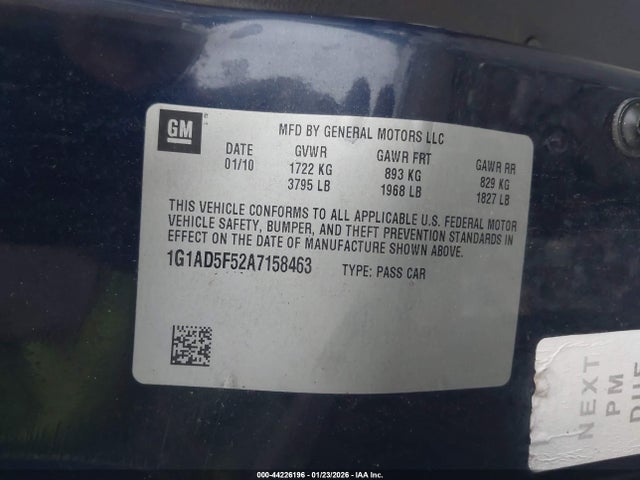 GM
MFD BY GENERAL MOTORS LLC
DATE GVWR GAWR FRT GAWR RR
01/10 1722 KG 893 KG 829 KG
3795 LB 1968 LB 1827 LB
THIS VEHICLE CONFORMS TO ALL APPLICABLE U.S. FEDERAL MOTOR
VEHICLE SAFETY, BUMPER, AND THEFT PREVENTION STANDARDS IN
EFFECT ON THE DATE OF MANUFACTURE SHOWN ABOVE.
1G1AD5F52A7158463 TYPE: PASS CAR
NEXT
PM
DUE
000-44226196 - 01/23/2026 - IAAI.COM